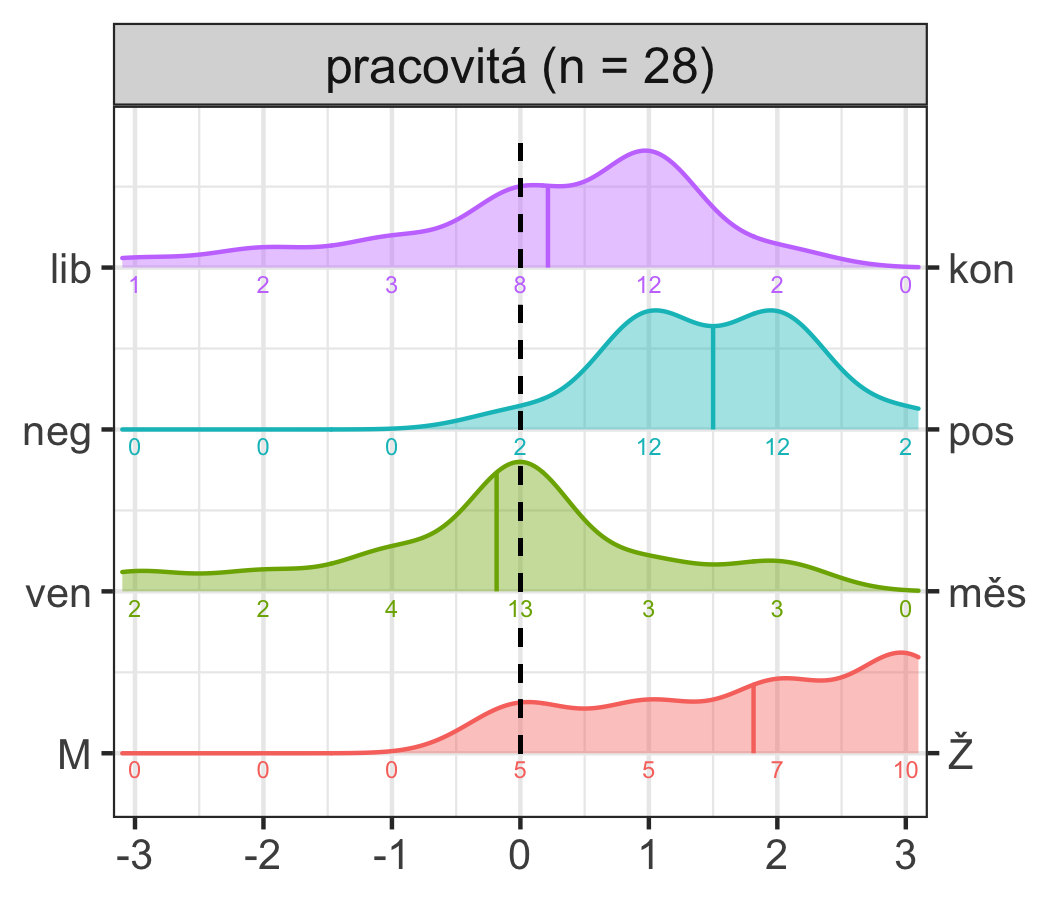 pracovitá (n = 28)
lib kon
1 2 3 8 12 2 0
neg pos
0 0 0 2 12 12 2
ven měs
2 2 4 13 3 3 0
M Ž
0 0 0 5 5 7 10
-3 -2 -1 0 1 2 3